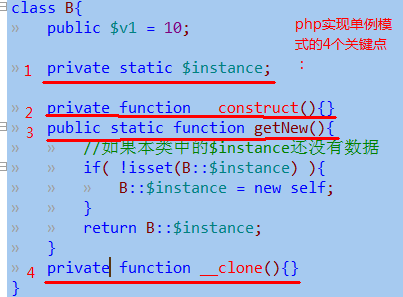 class B{
public $v1 = 10;
php实现单例模
式的4个关键点
:
1 private static $instance;
2 private function __construct(){}
3 public static function getNew(){
//如果本类中的$instance还没有数据
if( !isset(B::$instance) ){
B::$instance = new self;
}
return B::$instance;
}
4 private function __clone(){}
}